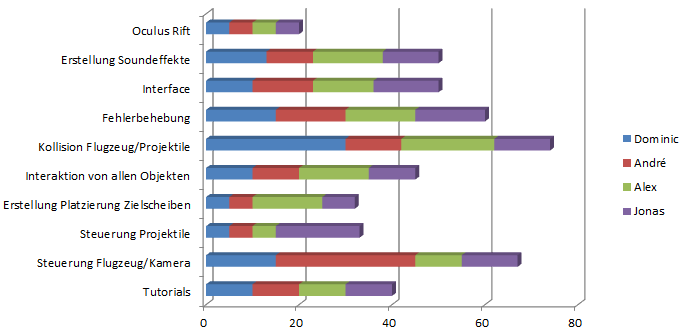 Oculus Rift
Erstellung Soundeffekte
Interface
Fehlerbehebung
Kollision Flugzeug/Projektile
Interaktion von allen Objekten
Erstellung Platzierung Zielscheiben
Steuerung Projektile
Steuerung Flugzeug/Kamera
Tutorials
0 20 40 60 80
Dominic
André
Alex
Jonas